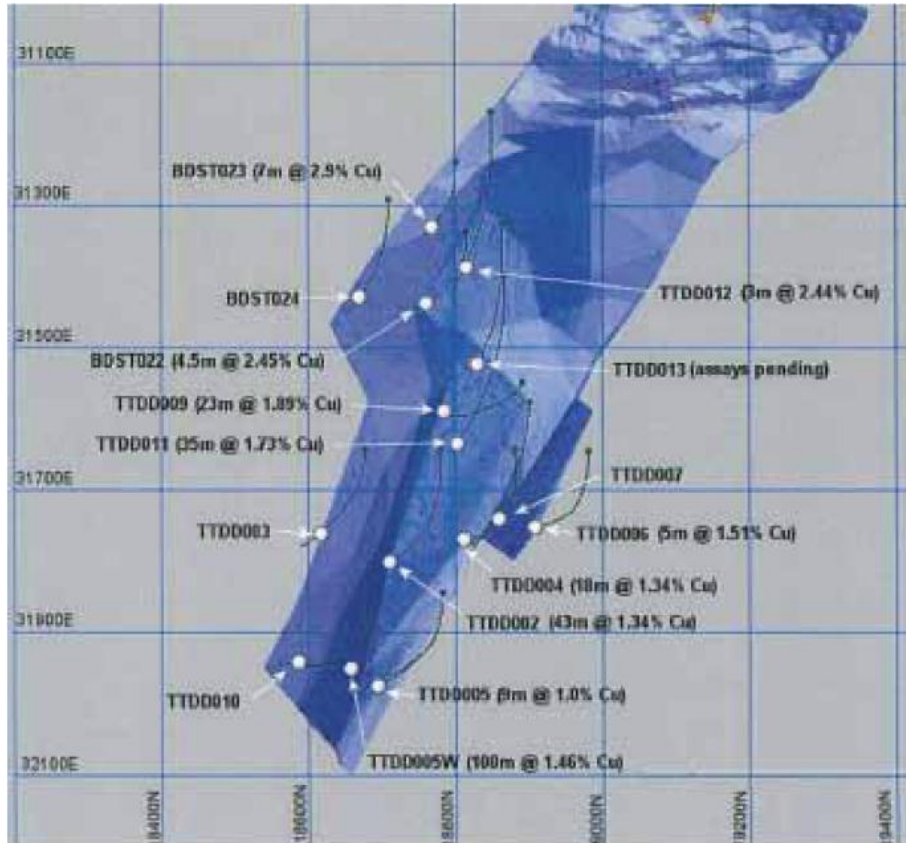 31100E
BDST023 (7m @ 2.9% Cu)
31300E
BDST024
TTDD012 (3m @ 2.44% Cu)
31500E
BDST022 (4.5m @ 2.45% Cu)
TTDD013 (assays pending)
TTDD009 (23m @ 1.89% Cu)
TTDD011 (35m @ 1.73% Cu)
31700E
TTDD007
TTDD003
TTDD006 (5m @ 1.51% Cu)
TTDD004 (18m @ 1.34% Cu)
31900E
TTDD002 (43m @ 1.34% Cu)
TTDD010
TTDD005 (9m @ 1.0% Cu)
TTDD005W (100m @ 1.46% Cu)
32100E
18400N
18600N
19200N
19400N